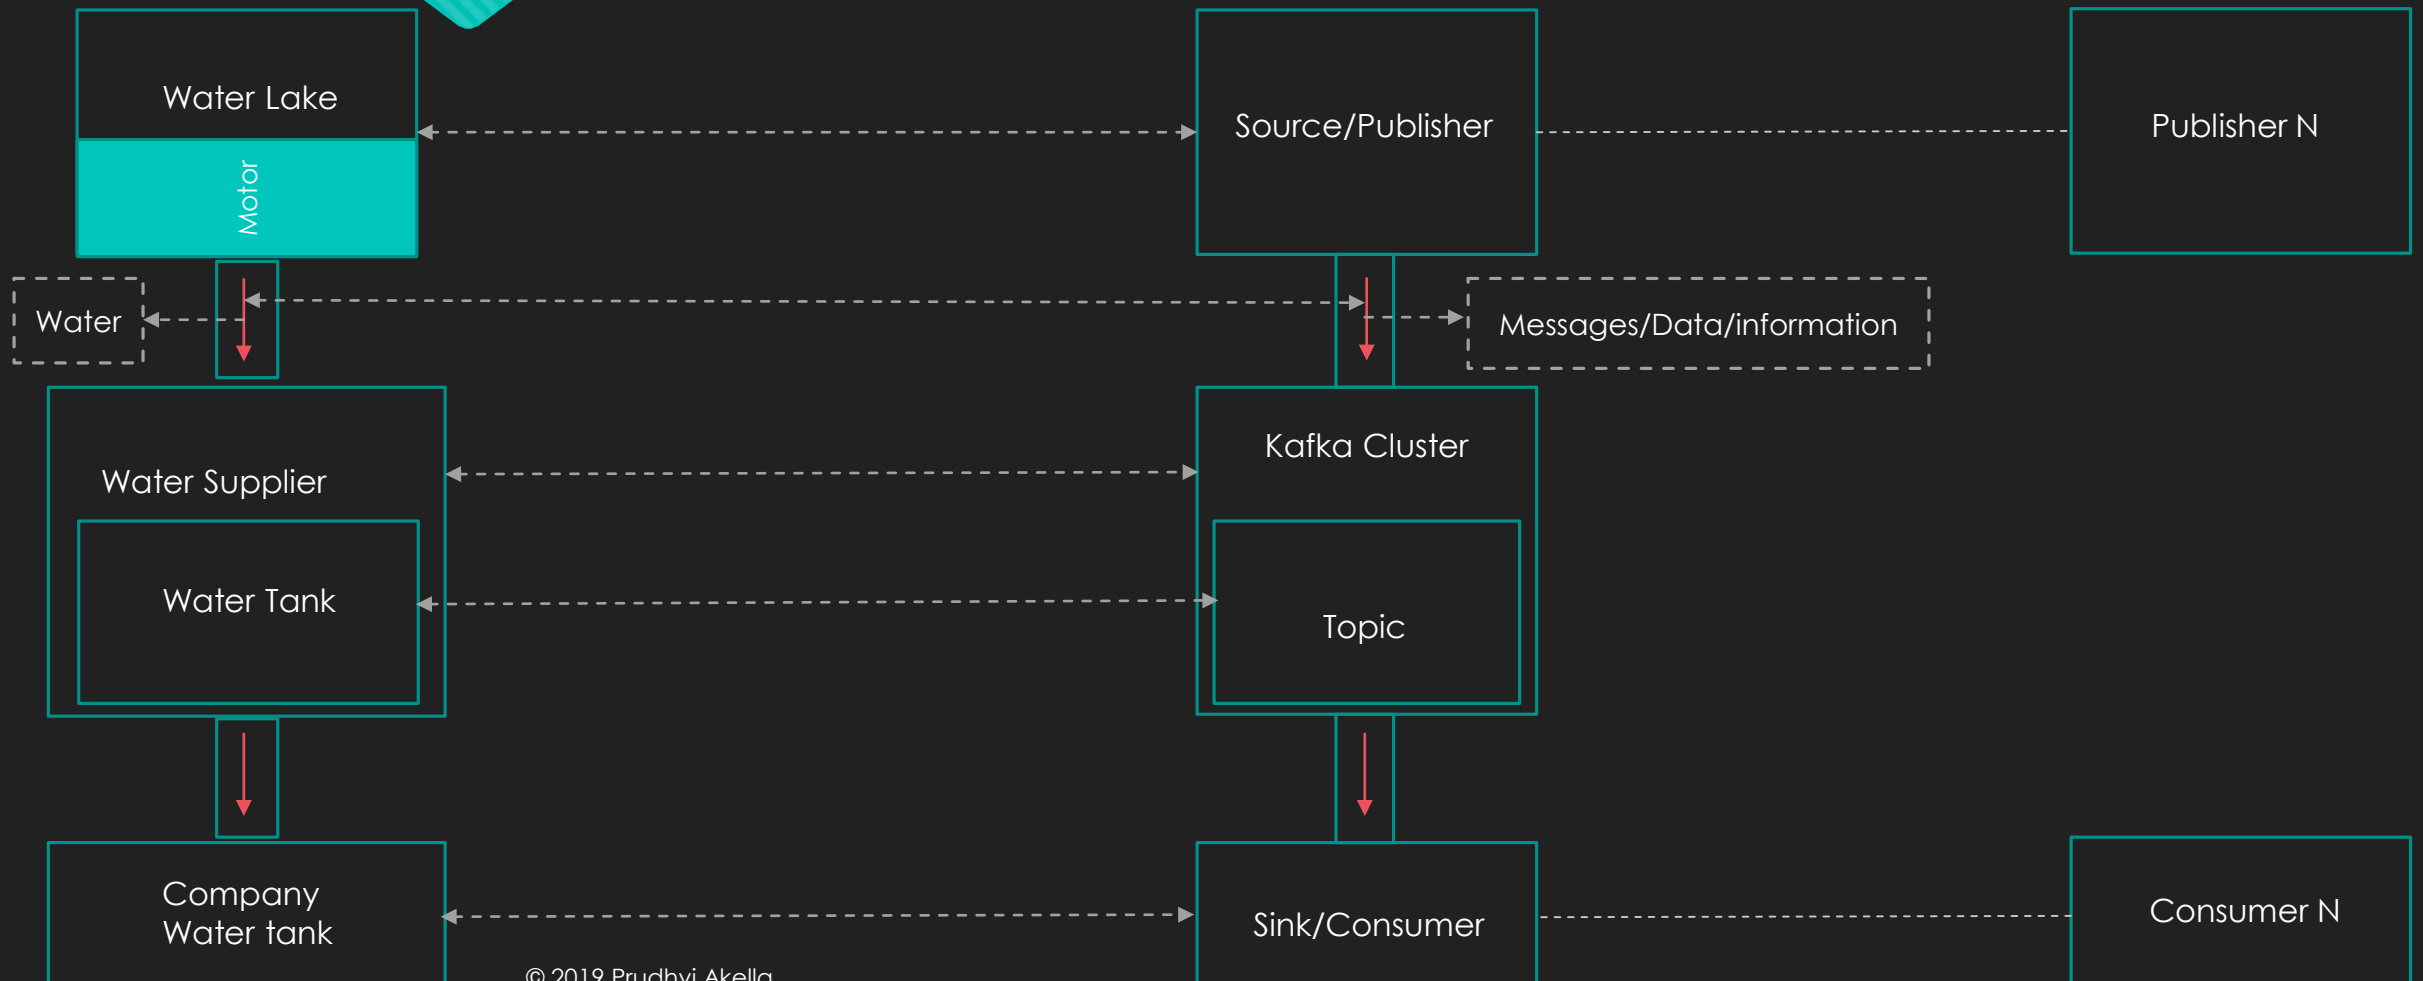 Water Lake
Source/Publisher
Publisher N
Motor
Water
Messages/Data/information
Kafka Cluster
Water Supplier
Water Tank
Topic
Company
Water tank
Sink/Consumer
Consumer N
© 2019 Prudhvi Akella